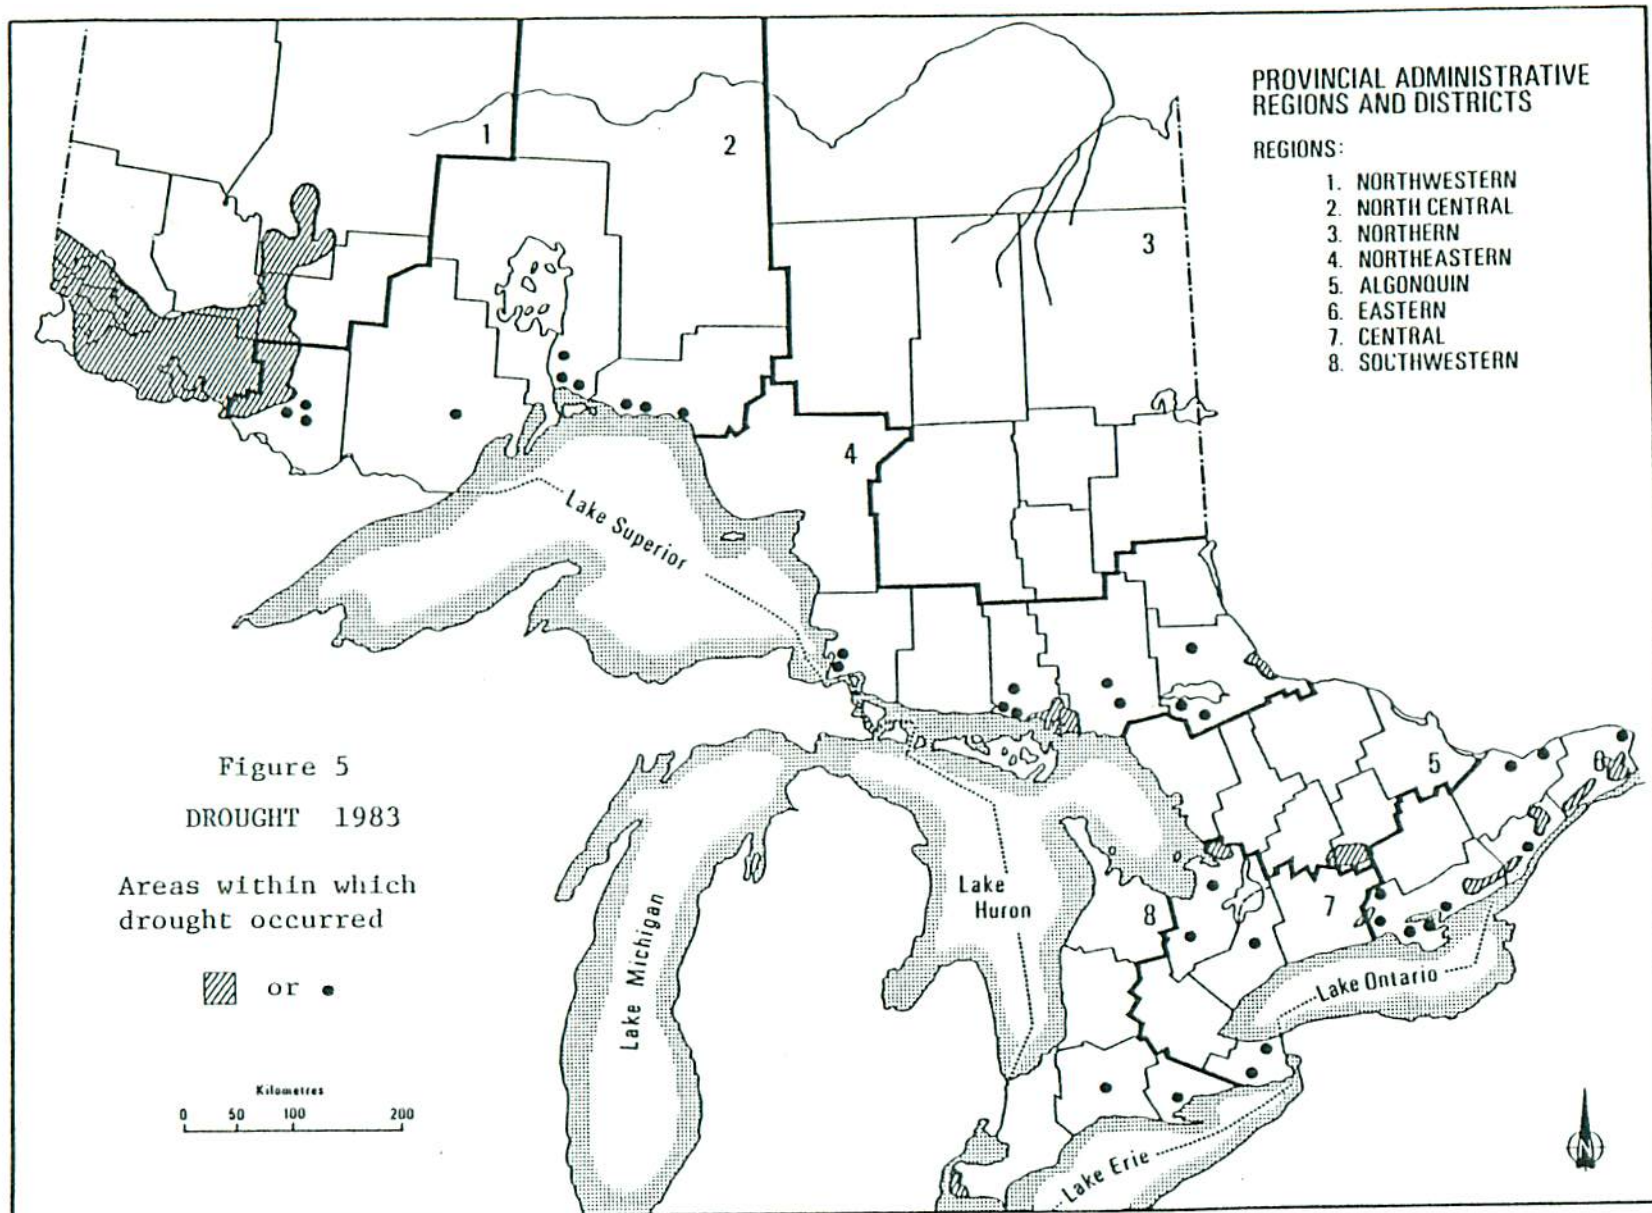 PROVINCIAL ADMINISTRATIVE
REGIONS AND DISTRICTS
REGIONS:
1. NORTHWESTERN
2. NORTH CENTRAL
3. NORTHERN
4. NORTHEASTERN
5. ALGONQUIN
6. EASTERN
7. CENTRAL
8. SOUTHWESTERN
1
2
3
4
5
6
7
8
Lake Superior
Lake Michigan
Lake
Huron
Lake Ontario
Lake Erie
Figure 5
DROUGHT 1983
Areas within which
drought occurred
or
Kilometres
0 50 100 200
N